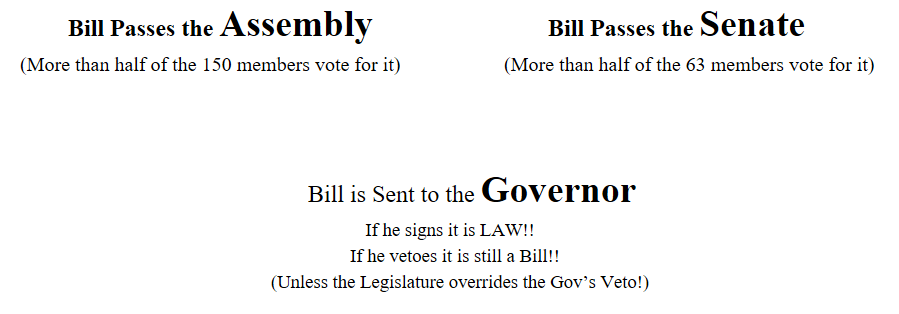 Bill Passes the Assembly
(More than half of the 150 members vote for it)
Bill Passes the Senate
(More than half of the 63 members vote for it)
Bill is Sent to the Governor
If he signs it is LAW!!
If he vetoes it is still a Bill!!
(Unless the Legislature overrides the Gov’s Veto!)